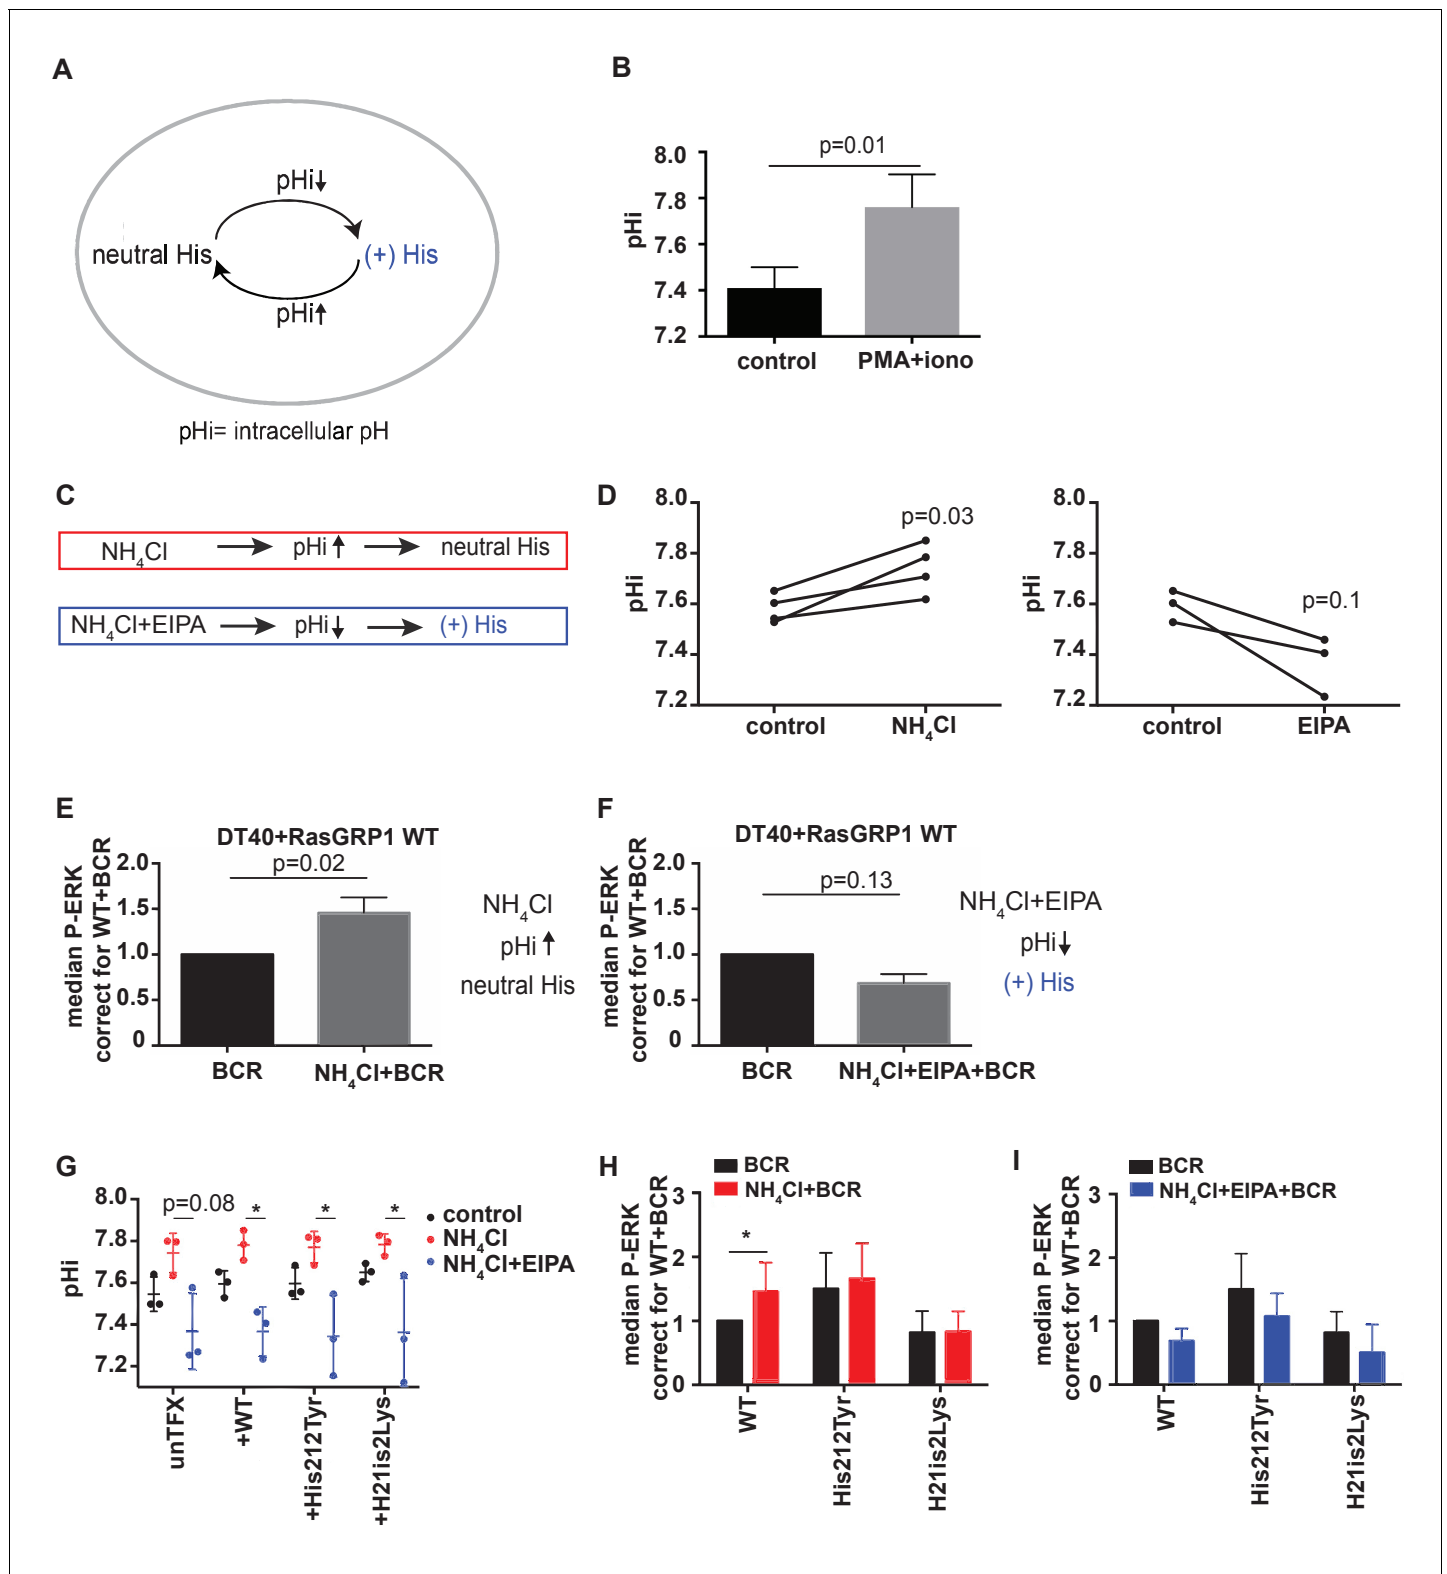 A
pHi↓
neutral His
(+) His
pHi↑
pHi= intracellular pH
B
p=0.01
8.0
7.8
7.6
7.4
7.2
pHi
control
PMA+iono
C
NH4Cl → pHi↑ → neutral His
NH4Cl+EIPA → pHi↓ → (+) His
D
8.0
7.8
7.6
7.4
7.2
pHi
p=0.03
control
NH4Cl
8.0
7.8
7.6
7.4
7.2
pHi
p=0.1
control
EIPA
E
DT40+RasGRP1 WT
p=0.02
2.0
1.5
1.0
0.5
0
median P-ERK
correct for WT+BCR
BCR
NH4Cl+BCR
NH4Cl
pHi↑
neutral His
F
DT40+RasGRP1 WT
p=0.13
2.0
1.5
1.0
0.5
0
median P-ERK
correct for WT+BCR
BCR
NH4Cl+EIPA+BCR
NH4Cl+EIPA
pHi↓
(+) His
G
8.0
7.8
7.6
7.4
7.2
pHi
p=0.08
*
*
*
control
NH4Cl
NH4Cl+EIPA
unTFX
+WT
+His212Tyr
+H21is2Lys
H
BCR
NH4Cl+BCR
3
2
1
0
median P-ERK
correct for WT+BCR
*
WT
His212Tyr
H21is2Lys
I
BCR
NH4Cl+EIPA+BCR
3
2
1
0
median P-ERK
correct for WT+BCR
WT
His212Tyr
H21is2Lys